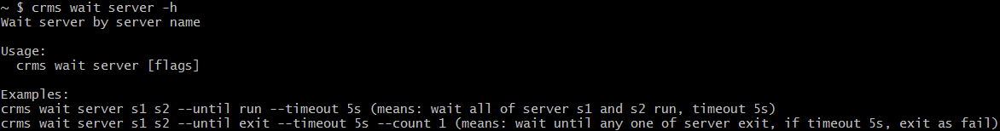 ~ $ crms wait server -h
Wait server by server name

Usage:
  crms wait server [flags]

Examples:
crms wait server s1 s2 --until run --timeout 5s (means: wait all of server s1 and s2 run, timeout 5s)
crms wait server s1 s2 --until exit --timeout 5s --count 1 (means: wait until any one of server exit, if timeout 5s, exit as fail)